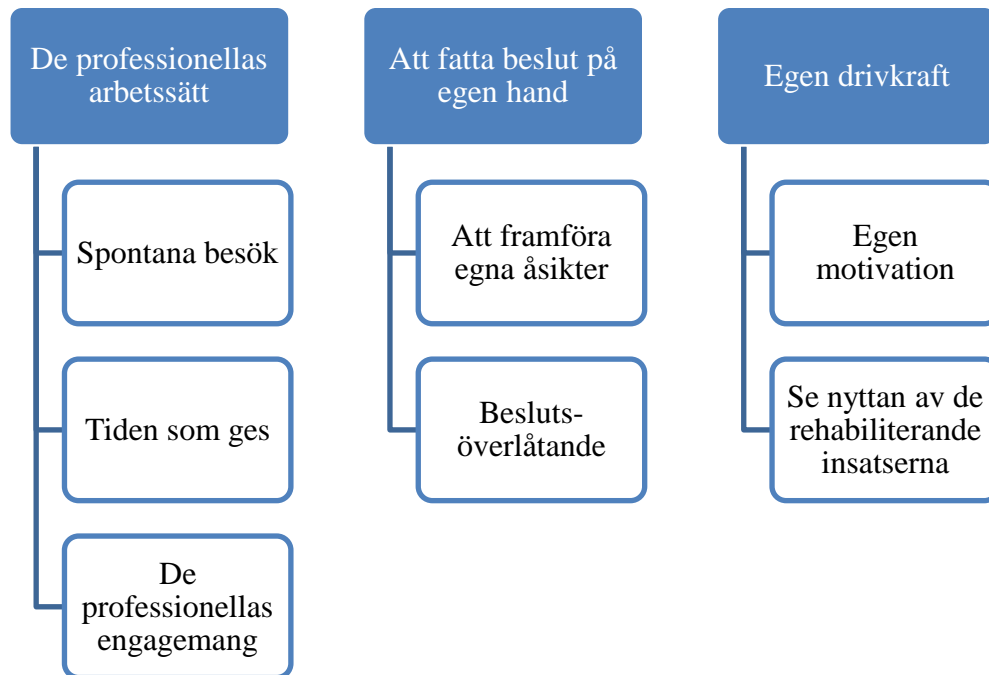 De professionellas
arbetssätt
Spontana besök
Tiden som ges
De
professionellas
engagemang
Att fatta beslut på
egen hand
Att framföra
egna åsikter
Besluts-
överlåtande
Egen drivkraft
Egen
motivation
Se nyttan av de
rehabiliterande
insatserna